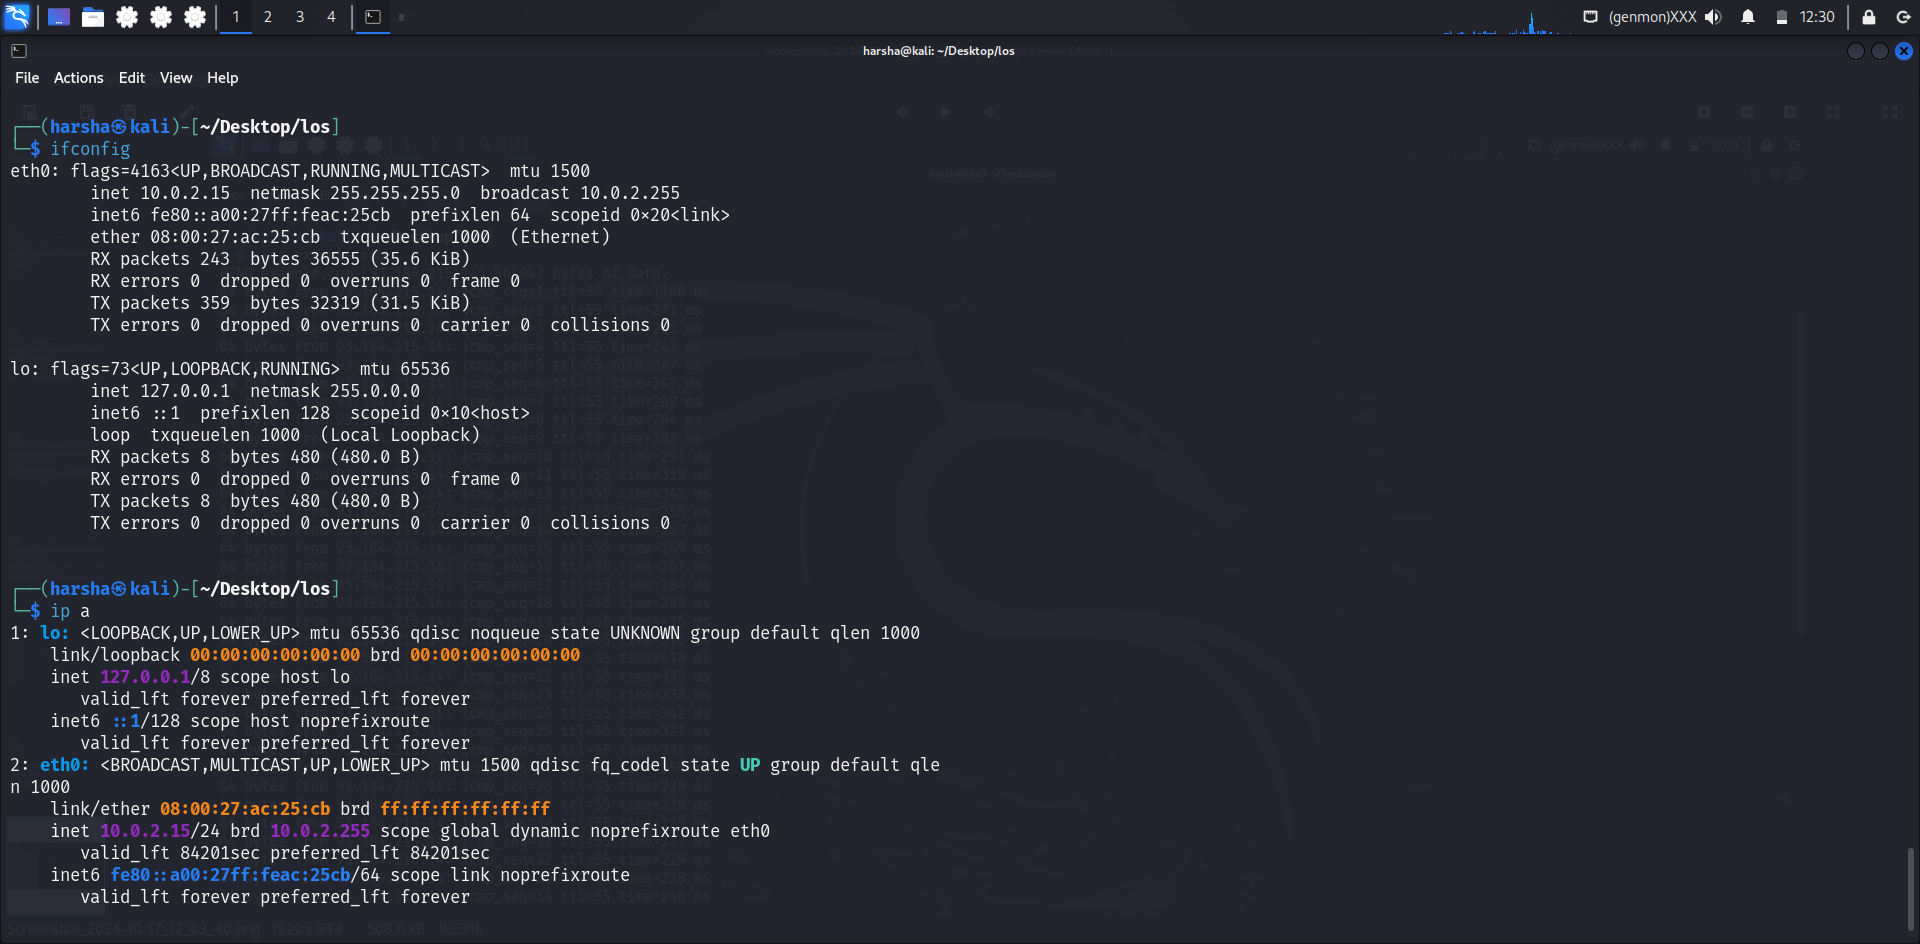 1 2 3 4 (genmon)XXX 12:30
harsha@kali: ~/Desktop/los
File Actions Edit View Help
┌──(harsha㉿kali)-[~/Desktop/los]
└─$ ifconfig
eth0: flags=4163<UP,BROADCAST,RUNNING,MULTICAST>  mtu 1500
        inet 10.0.2.15  netmask 255.255.255.0  broadcast 10.0.2.255
        inet6 fe80::a00:27ff:feac:25cb  prefixlen 64  scopeid 0x20<link>
        ether 08:00:27:ac:25:cb  txqueuelen 1000  (Ethernet)
        RX packets 243  bytes 36555 (35.6 KiB)
        RX errors 0  dropped 0  overruns 0  frame 0
        TX packets 359  bytes 32319 (31.5 KiB)
        TX errors 0  dropped 0 overruns 0  carrier 0  collisions 0
lo: flags=73<UP,LOOPBACK,RUNNING>  mtu 65536
        inet 127.0.0.1  netmask 255.0.0.0
        inet6 ::1  prefixlen 128  scopeid 0x10<host>
        loop  txqueuelen 1000  (Local Loopback)
        RX packets 8  bytes 480 (480.0 B)
        RX errors 0  dropped 0  overruns 0  frame 0
        TX packets 8  bytes 480 (480.0 B)
        TX errors 0  dropped 0 overruns 0  carrier 0  collisions 0
┌──(harsha㉿kali)-[~/Desktop/los]
└─$ ip a
1: lo: <LOOPBACK,UP,LOWER_UP> mtu 65536 qdisc noqueue state UNKNOWN group default qlen 1000
    link/loopback 00:00:00:00:00:00 brd 00:00:00:00:00:00
    inet 127.0.0.1/8 scope host lo
       valid_lft forever preferred_lft forever
    inet6 ::1/128 scope host noprefixroute
       valid_lft forever preferred_lft forever
2: eth0: <BROADCAST,MULTICAST,UP,LOWER_UP> mtu 1500 qdisc fq_codel state UP group default qle
n 1000
    link/ether 08:00:27:ac:25:cb brd ff:ff:ff:ff:ff:ff
    inet 10.0.2.15/24 brd 10.0.2.255 scope global dynamic noprefixroute eth0
       valid_lft 84201sec preferred_lft 84201sec
    inet6 fe80::a00:27ff:feac:25cb/64 scope link noprefixroute
       valid_lft forever preferred_lft forever
Screenshot_2024-10-17_12_03_40.png 1920 x 944 508.6 kB 83.3%